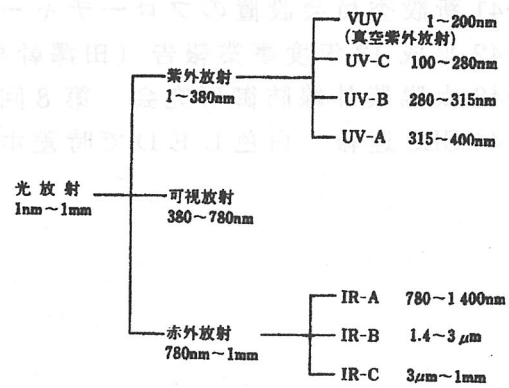 VUV 1～200nm
(真空紫外放射)
UV-C 100～280nm
紫外放射
1～380nm
UV-B 280～315nm
UV-A 315～400nm
光放射
1nm～1mm
可視放射
380～780nm
IR-A 780～1 400nm
赤外放射
780nm～1mm
IR-B 1.4～3μm
IR-C 3μm～1mm